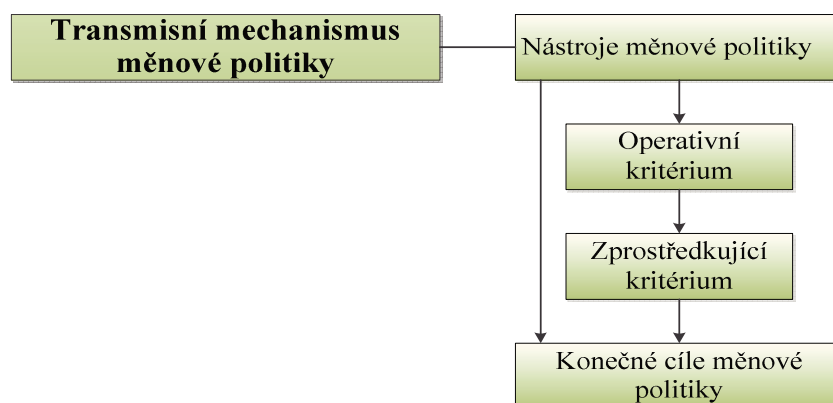 Transmisní mechanismus
měnové politiky
Nástroje měnové politiky
Operativní
kritérium
Zprostředkující
kritérium
Konečné cíle měnové
politiky